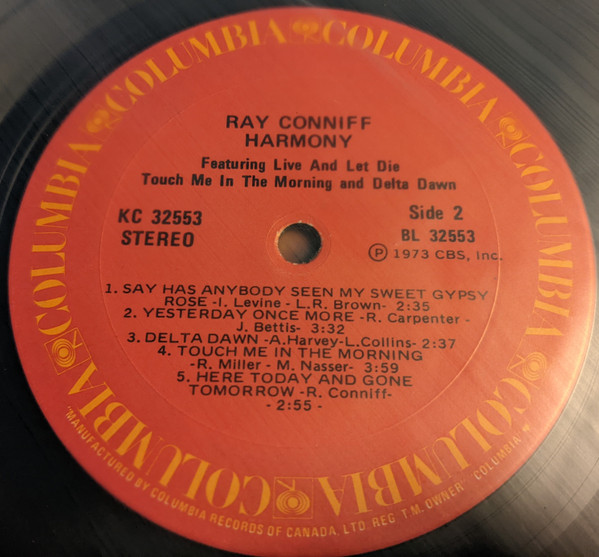 COLUMBIA COLUMBIA COLUMBIA COLUMBIA COLUMBIA COLUMBIA COLUMBIA
RAY CONNIFF
HARMONY
Featuring Live And Let Die
Touch Me In The Morning and Delta Dawn
KC 32553
STEREO
Side 2
BL 32553
Ⓟ 1973 CBS, Inc.
1. SAY HAS ANYBODY SEEN MY SWEET GYPSY
ROSE -I. Levine - L.R. Brown- 2:35
2. YESTERDAY ONCE MORE -R. Carpenter -
J. Bettis- 3:32
3. DELTA DAWN -A.Harvey-L.Collins- 2:37
4. TOUCH ME IN THE MORNING
-R. Miller - M. Nasser- 3:59
5. HERE TODAY AND GONE
TOMORROW -R. Conniff-
- 2:55 -
"MANUFACTURED BY COLUMBIA RECORDS OF CANADA, LTD REG T.M. OWNER" "COLUMBIA",